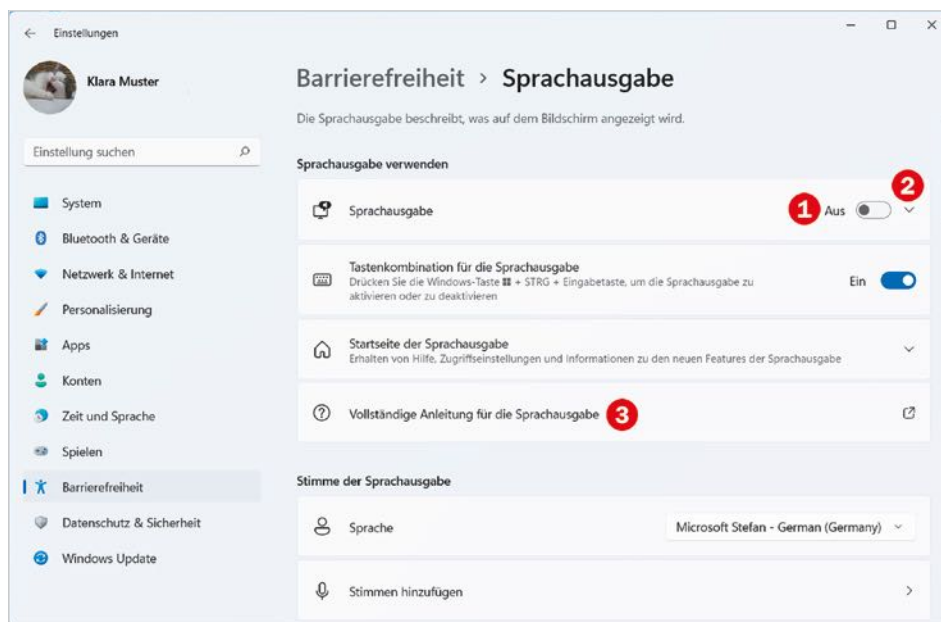 Einstellungen
Klara Muster
Einstellung suchen
System
Bluetooth & Geräte
Netzwerk & Internet
Personalisierung
Apps
Konten
Zeit und Sprache
Spielen
Barrierefreiheit
Datenschutz & Sicherheit
Windows Update
Barrierefreiheit > Sprachausgabe
Die Sprachausgabe beschreibt, was auf dem Bildschirm angezeigt wird.
Sprachausgabe verwenden
Sprachausgabe 1 Aus 2
Tastenkombination für die Sprachausgabe
Drücken Sie die Windows-Taste + STRG + Eingabetaste, um die Sprachausgabe zu
aktivieren oder zu deaktivieren
Ein
Startseite der Sprachausgabe
Erhalten von Hilfe, Zugriffseinstellungen und Informationen zu den neuen Features der Sprachausgabe
Vollständige Anleitung für die Sprachausgabe 3
Stimme der Sprachausgabe
Sprache Microsoft Stefan - German (Germany)
Stimmen hinzufügen